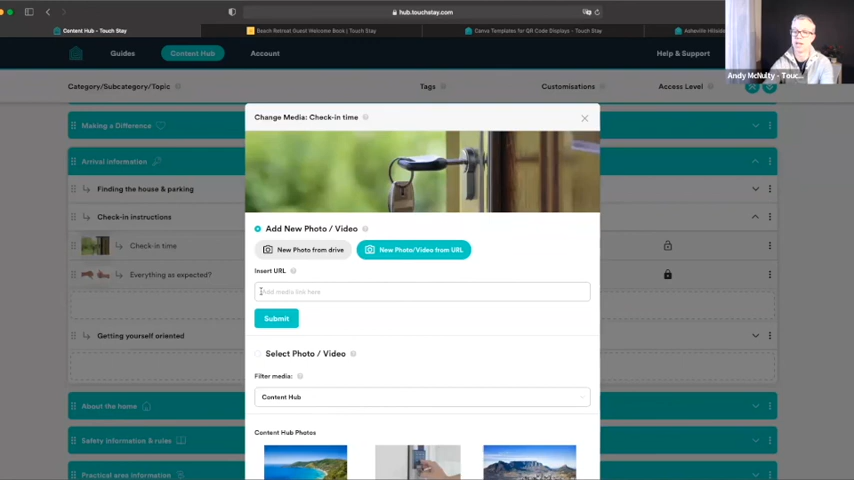 hub.touchstay.com
Content Hub - Touch Stay
Beach Retreat Guest Welcome Book | Touch Stay
Canva Templates for QR Code Displays - Touch Stay
Asheville Hillside
Guides
Content Hub
Account
Help & Support
Andy McNulty - Touc...
Category/Subcategory/Topic
Tags
Customisations
Access Level
Making a Difference
Arrival information
Finding the house & parking
Check-in instructions
Check-in time
Everything as expected?
Getting yourself oriented
About the home
Safety information & rules
Practical area information
Change Media: Check-in time
Add New Photo / Video
New Photo from drive
New Photo/Video from URL
Insert URL
Add media link here
Submit
Select Photo / Video
Filter media:
Content Hub
Content Hub Photos